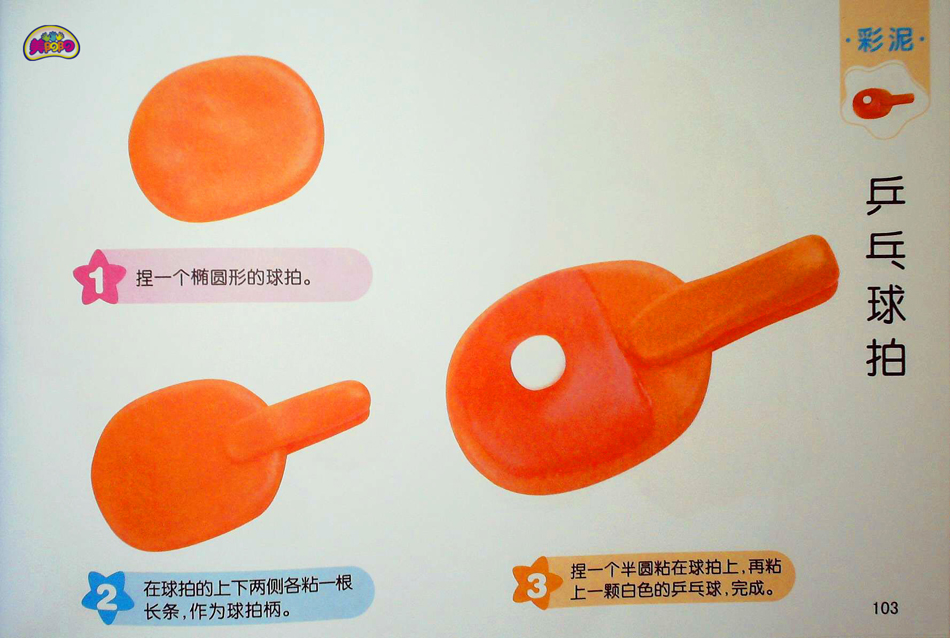 MPOPO
·彩泥·
乒乓球拍
1
捏一个椭圆形的球拍。
2
在球拍的上下两侧各粘一根
长条，作为球拍柄。
3
捏一个半圆粘在球拍上，再粘
上一颗白色的乒乓球，完成。
103